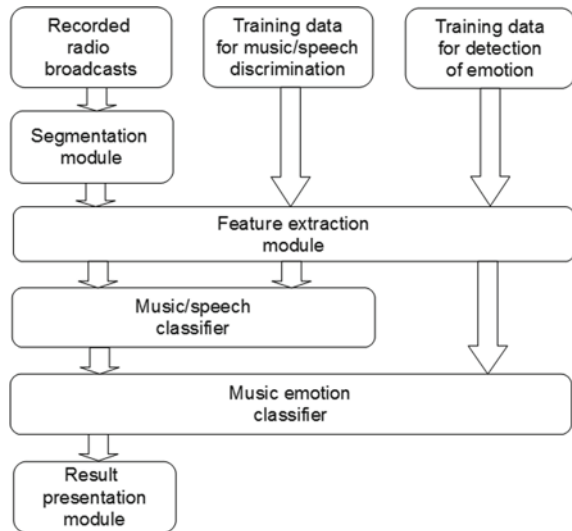 Recorded
radio
broadcasts
Training data
for music/speech
discrimination
Training data
for detection
of emotion
Segmentation
module
Feature extraction
module
Music/speech
classifier
Music emotion
classifier
Result
presentation
module